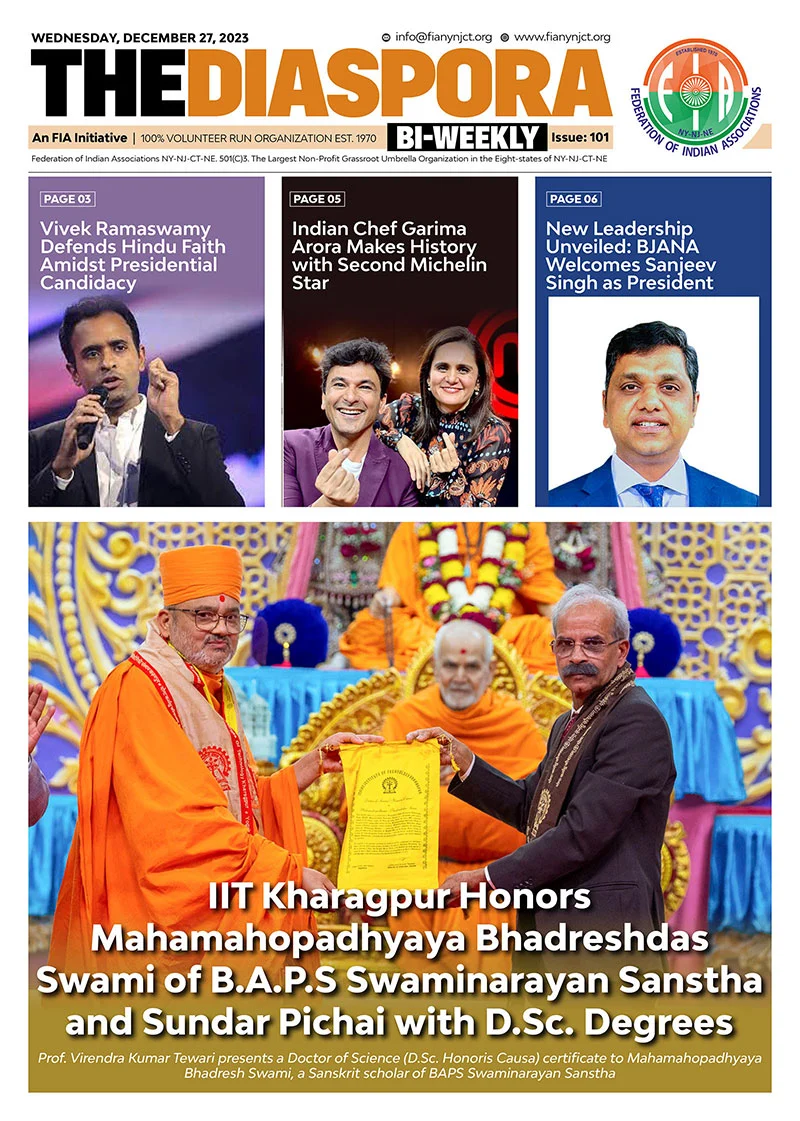 WEDNESDAY, DECEMBER 27, 2023
info@fianynjct.org www.fianynjct.org
THEDIASPORA
An FIA Initiative | 100% VOLUNTEER RUN ORGANIZATION EST. 1970 BI-WEEKLY Issue: 101
Federation of Indian Associations NY-NJ-CT-NE. 501(C)3. The Largest Non-Profit Grassroot Umbrella Organization in the Eight-states of NY-NJ-CT-NE
ESTABLISHED 1970
FIA
NY-NJ-NE
FEDERATION OF INDIAN ASSOCIATIONS
PAGE 03
Vivek Ramaswamy
Defends Hindu Faith
Amidst Presidential
Candidacy
PAGE 05
Indian Chef Garima
Arora Makes History
with Second Michelin
Star
PAGE 06
New Leadership
Unveiled: BJANA
Welcomes Sanjeev
Singh as President
IIT Kharagpur Honors
Mahamahopadhyaya Bhadreshdas
Swami of B.A.P.S Swaminarayan Sanstha
and Sundar Pichai with D.Sc. Degrees
Prof. Virendra Kumar Tewari presents a Doctor of Science (D.Sc. Honoris Causa) certificate to Mahamahopadhyaya
Bhadresh Swami, a Sanskrit scholar of BAPS Swaminarayan Sanstha